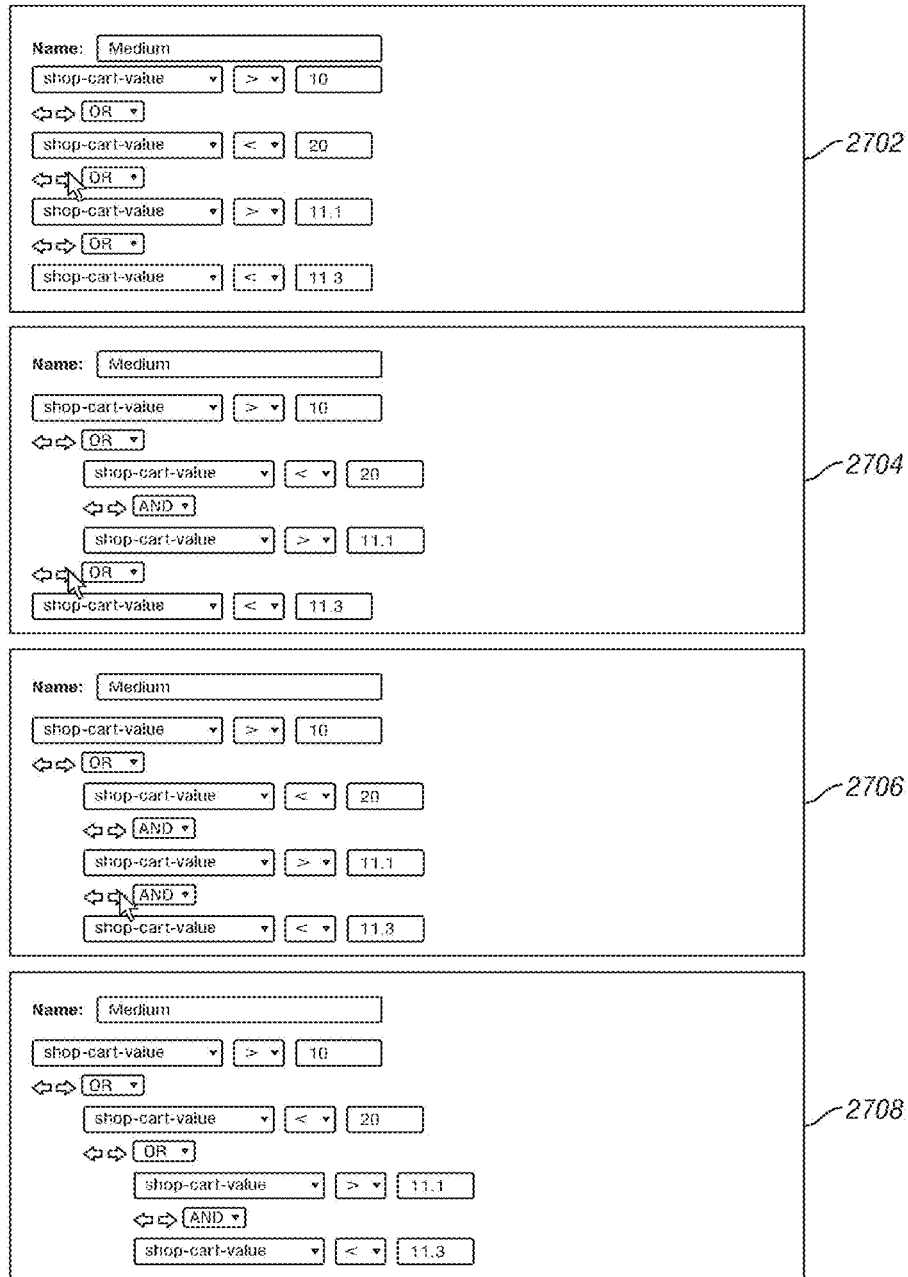 Name: Medium
shop-cart-value > 10
OR
shop-cart-value < 20
OR
shop-cart-value > 11.1
OR
shop-cart-value < 11.3
2702
Name: Medium
shop-cart-value > 10
OR
shop-cart-value < 20
AND
shop-cart-value > 11.1
OR
shop-cart-value < 11.3
2704
Name: Medium
shop-cart-value > 10
OR
shop-cart-value < 20
AND
shop-cart-value > 11.1
AND
shop-cart-value < 11.3
2706
Name: Medium
shop-cart-value > 10
OR
shop-cart-value < 20
OR
shop-cart-value > 11.1
AND
shop-cart-value < 11.3
2708